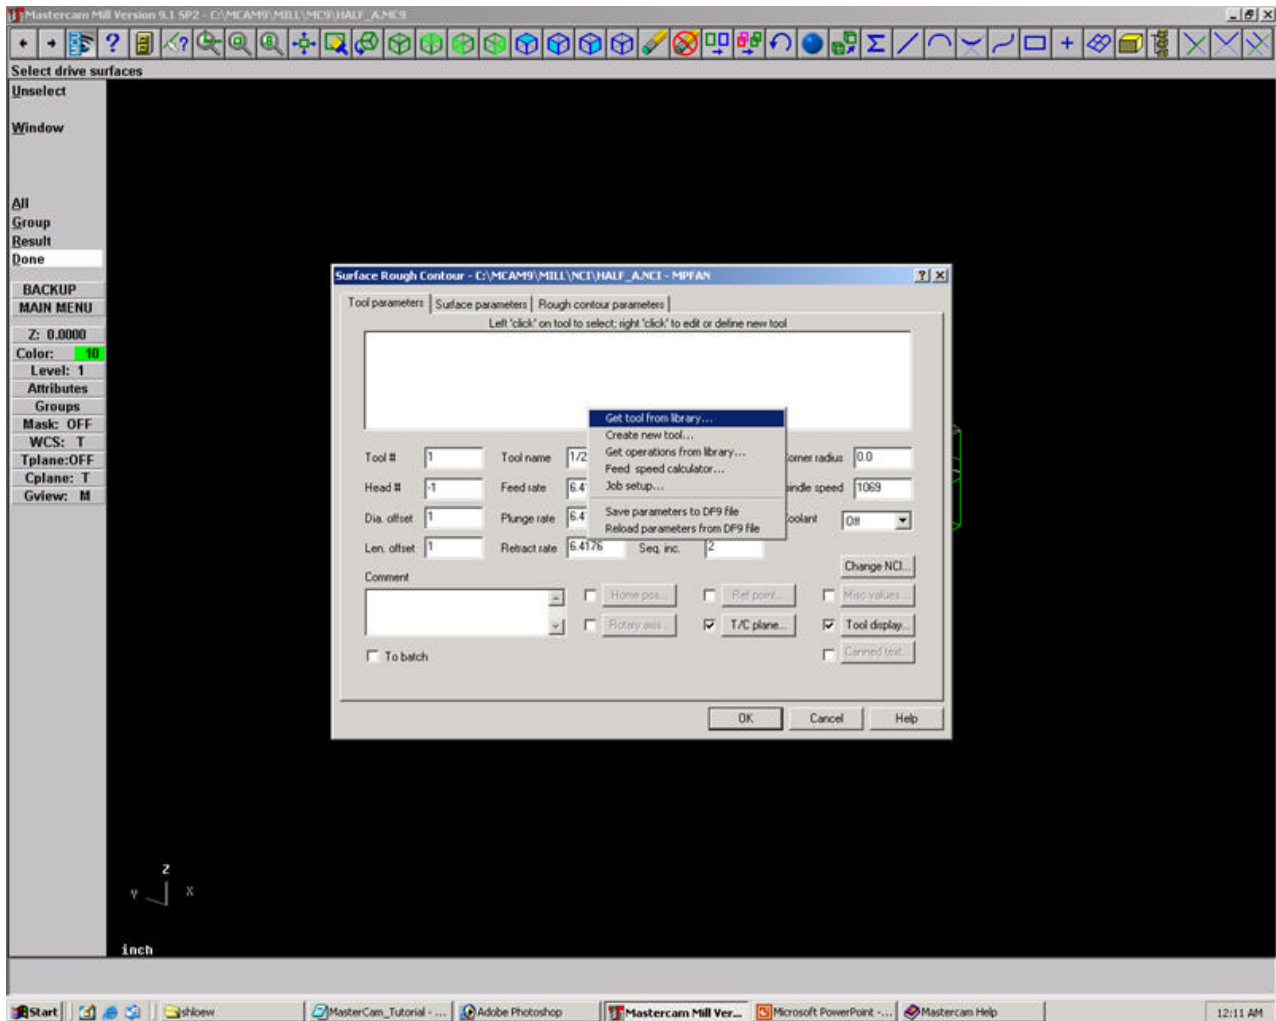 Mastercam Mill Version 9.1 SP2 - C:\MCAM9\MILL\MC9\HALF_A.MC9
Select drive surfaces
Unselect
Window
All
Group
Result
Done
BACKUP
MAIN MENU
Z: 0.0000
Color: 10
Level: 1
Attributes
Groups
Mask: OFF
WCS: T
Tplane:OFF
Cplane: T
Gview: M
Surface Rough Contour - C:\MCAM9\MILL\NCI\HALF_A.NCI - MPFAN
Tool parameters Surface parameters Rough contour parameters
Left 'click' on tool to select; right 'click' to edit or define new tool
Get tool from library...
Create new tool...
Get operations from library...
Feed speed calculator...
Job setup...
Save parameters to DF9 file
Reload parameters from DF9 file
Tool # 1 Tool name 1/2 orner radius 0.0
Head # -1 Feed rate 6.4 indle speed 1069
Dia. offset 1 Plunge rate 6.4 oolant Off
Len. offset 1 Retract rate 6.4176 Seq. inc. 2
Change NCI...
Comment
Home pos... Ref point... Misc values...
Rotary axis... T/C plane... Tool display...
To batch Canned text...
OK Cancel Help
Z
Y X
inch
Start shloew MasterCam_Tutorial - ... Adobe Photoshop Mastercam Mill Ver... Microsoft PowerPoint -... Mastercam Help 12:11 AM